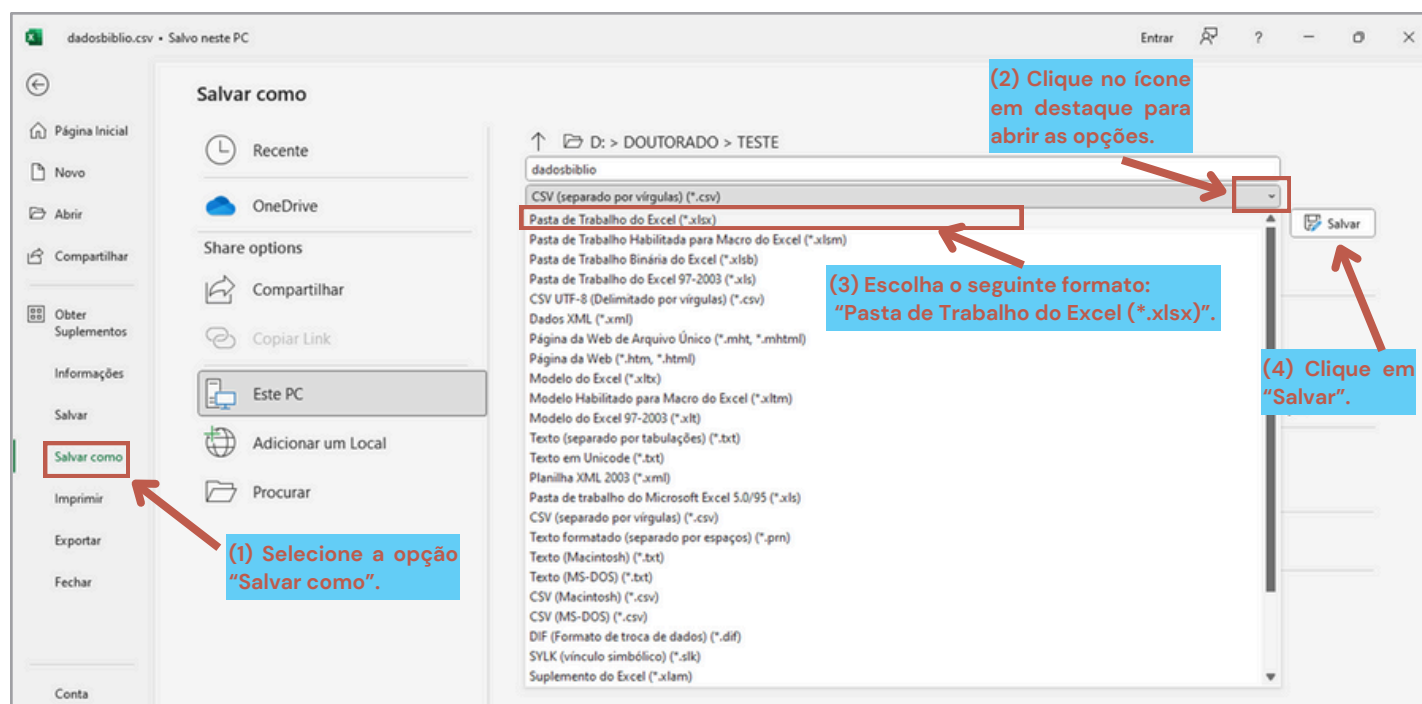 dadosbiblio.csv • Salvo neste PC
Entrar
?
Página Inicial
Novo
Abrir
Compartilhar
Obter
Suplementos
Informações
Salvar
Salvar como
Imprimir
Exportar
Fechar
Conta
Salvar como
Recente
OneDrive
Share options
Compartilhar
Copiar Link
Este PC
Adicionar um Local
Procurar
D: > DOUTORADO > TESTE
dadosbiblio
CSV (separado por vírgulas) (*.csv)
Pasta de Trabalho do Excel (*.xlsx)
Pasta de Trabalho Habilitada para Macro do Excel (*.xlsm)
Pasta de Trabalho Binária do Excel (*.xlsb)
Pasta de Trabalho do Excel 97-2003 (*.xls)
CSV UTF-8 (Delimitado por vírgulas) (*.csv)
Dados XML (*.xml)
Página da Web de Arquivo Único (*.mht, *.mhtml)
Página da Web (*.htm, *.html)
Modelo do Excel (*.xltx)
Modelo Habilitado para Macro do Excel (*.xltm)
Modelo do Excel 97-2003 (*.xlt)
Texto (separado por tabulações) (*.txt)
Texto em Unicode (*.txt)
Planilha XML 2003 (*.xml)
Pasta de trabalho do Microsoft Excel 5.0/95 (*.xls)
CSV (separado por vírgulas) (*.csv)
Texto formatado (separado por espaços) (*.prn)
Texto (Macintosh) (*.txt)
Texto (MS-DOS) (*.txt)
CSV (Macintosh) (*.csv)
CSV (MS-DOS) (*.csv)
DIF (Formato de troca de dados) (*.dif)
SYLK (vínculo simbólico) (*.slk)
Suplemento do Excel (*.xlam)
Salvar
(1) Selecione a opção
“Salvar como”.
(2) Clique no ícone
em destaque para
abrir as opções.
(3) Escolha o seguinte formato:
“Pasta de Trabalho do Excel (*.xlsx)”.
(4) Clique em
“Salvar”.